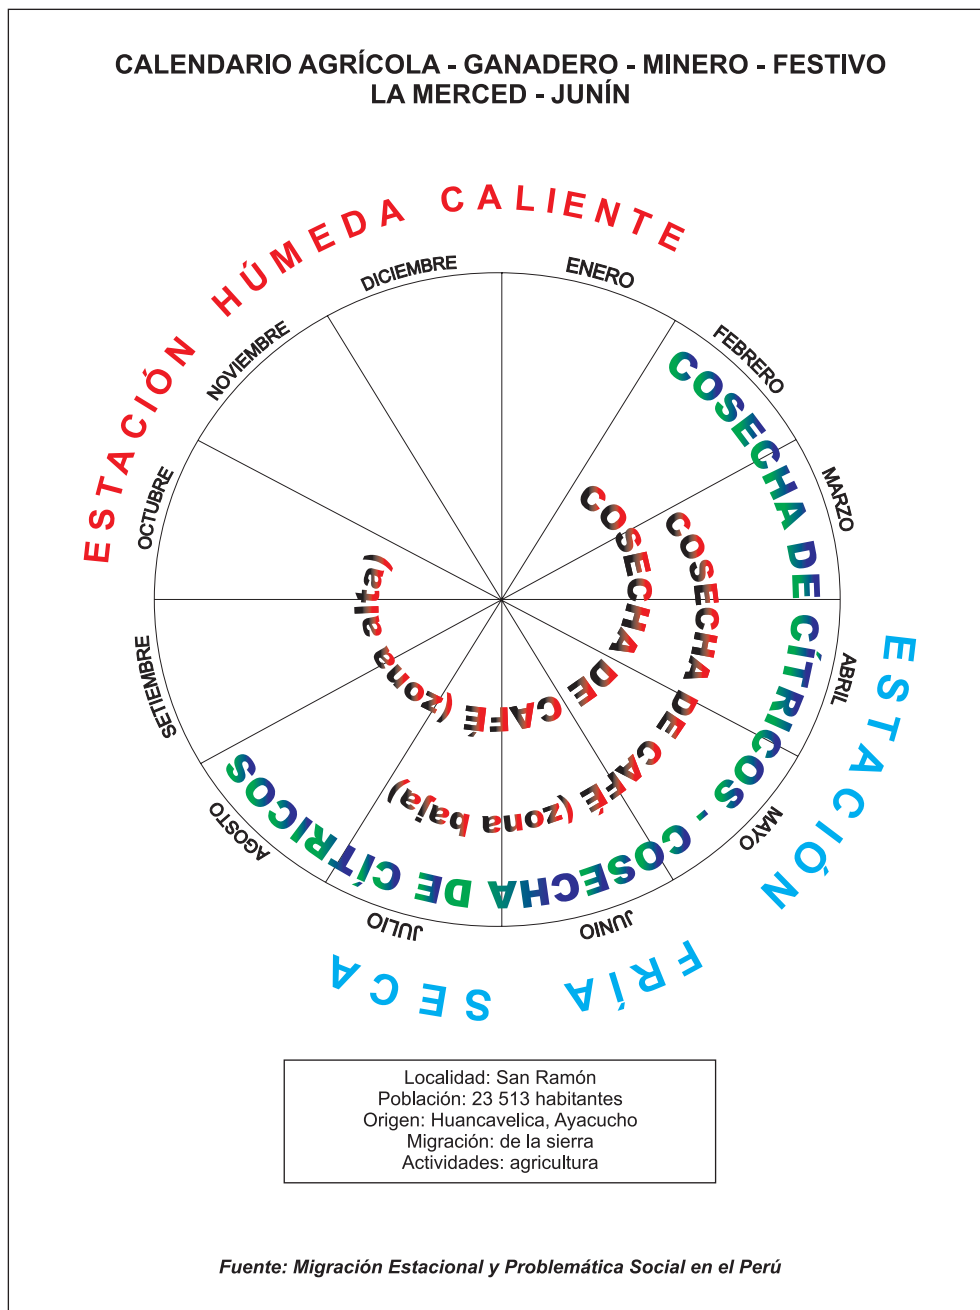 CALENDARIO AGRÍCOLA - GANADERO - MINERO - FESTIVO
LA MERCED - JUNÍN
ESTACIÓN HÚMEDA CALIENTE
ENERO
FEBRERO
MARZO
ABRIL
MAYO
JUNIO
JULIO
AGOSTO
SETIEMBRE
OCTUBRE
NOVIEMBRE
DICIEMBRE
COSECHA DE CÍTRICOS - COSECHA DE CÍTRICOS
COSECHA DE CAFÉ (zona baja)
COSECHA DE CAFÉ (zona alta)
ESTACIÓN FRÍA SECA
Localidad: San Ramón
Población: 23 513 habitantes
Origen: Huancavelica, Ayacucho
Migración: de la sierra
Actividades: agricultura
Fuente: Migración Estacional y Problemática Social en el Perú